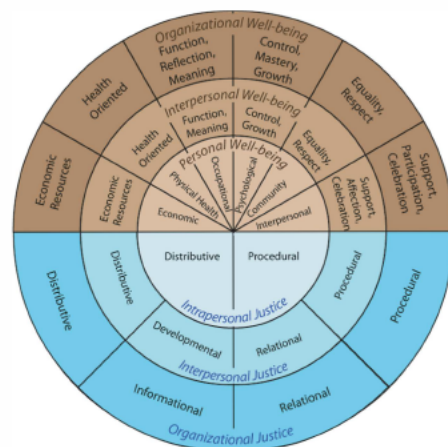 Organizational Well-being
Function,
Reflection,
Meaning
Control,
Mastery,
Growth
Health
Oriented
Equality,
Respect
Economic
Resources
Support,
Participation,
Celebration
Interpersonal Well-being
Function,
Meaning
Control,
Growth
Health
Oriented
Equality,
Respect
Economic
Resources
Support,
Affection,
Celebration
Personal Well-being
Economic
Physical Health
Occupational
Psychological
Community
Interpersonal
Distributive
Procedural
Intrapersonal Justice
Distributive
Developmental
Relational
Procedural
Interpersonal Justice
Distributive
Informational
Relational
Procedural
Organizational Justice